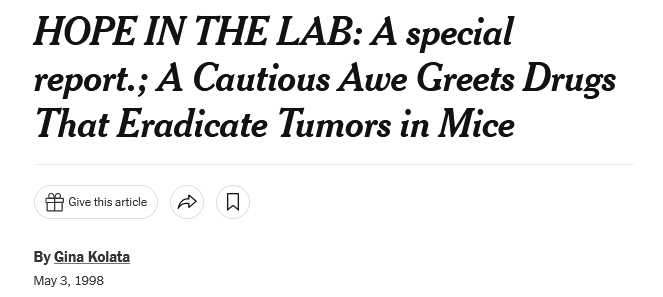 HOPE IN THE LAB: A special
report.; A Cautious Awe Greets Drugs
That Eradicate Tumors in Mice
Give this article
By Gina Kolata
May 3, 1998